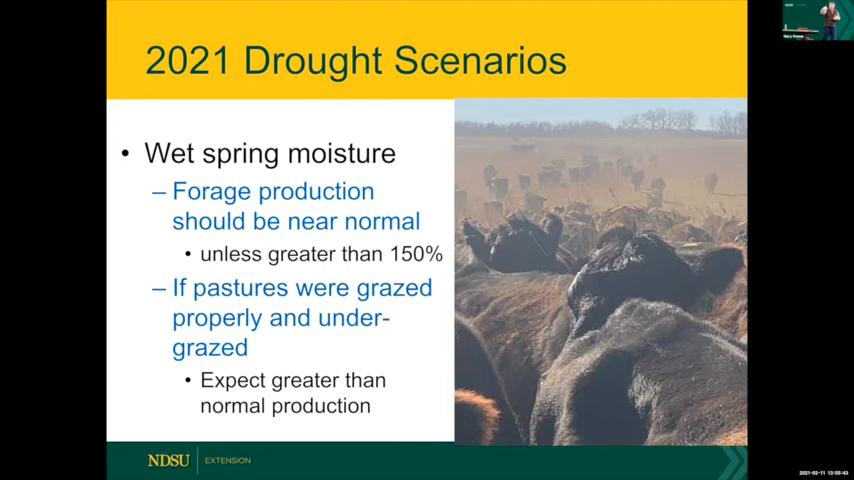 2021 Drought Scenarios
• Wet spring moisture
– Forage production
should be near normal
• unless greater than 150%
– If pastures were grazed
properly and under-
grazed
• Expect greater than
normal production
NDSU EXTENSION
2021-02-11 13:55:43